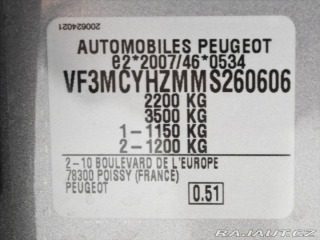 200624021
AUTOMOBILES PEUGEOT
e2*2007/46*0534
VF3MCYHZMMS260606
2200 KG
3500 KG
1-1150 KG
2-1200 KG
2-10 BOULEVARD DE L'EUROPE
78300 POISSY (FRANCE)
PEUGEOT
0.51
RAJAUT.CZ